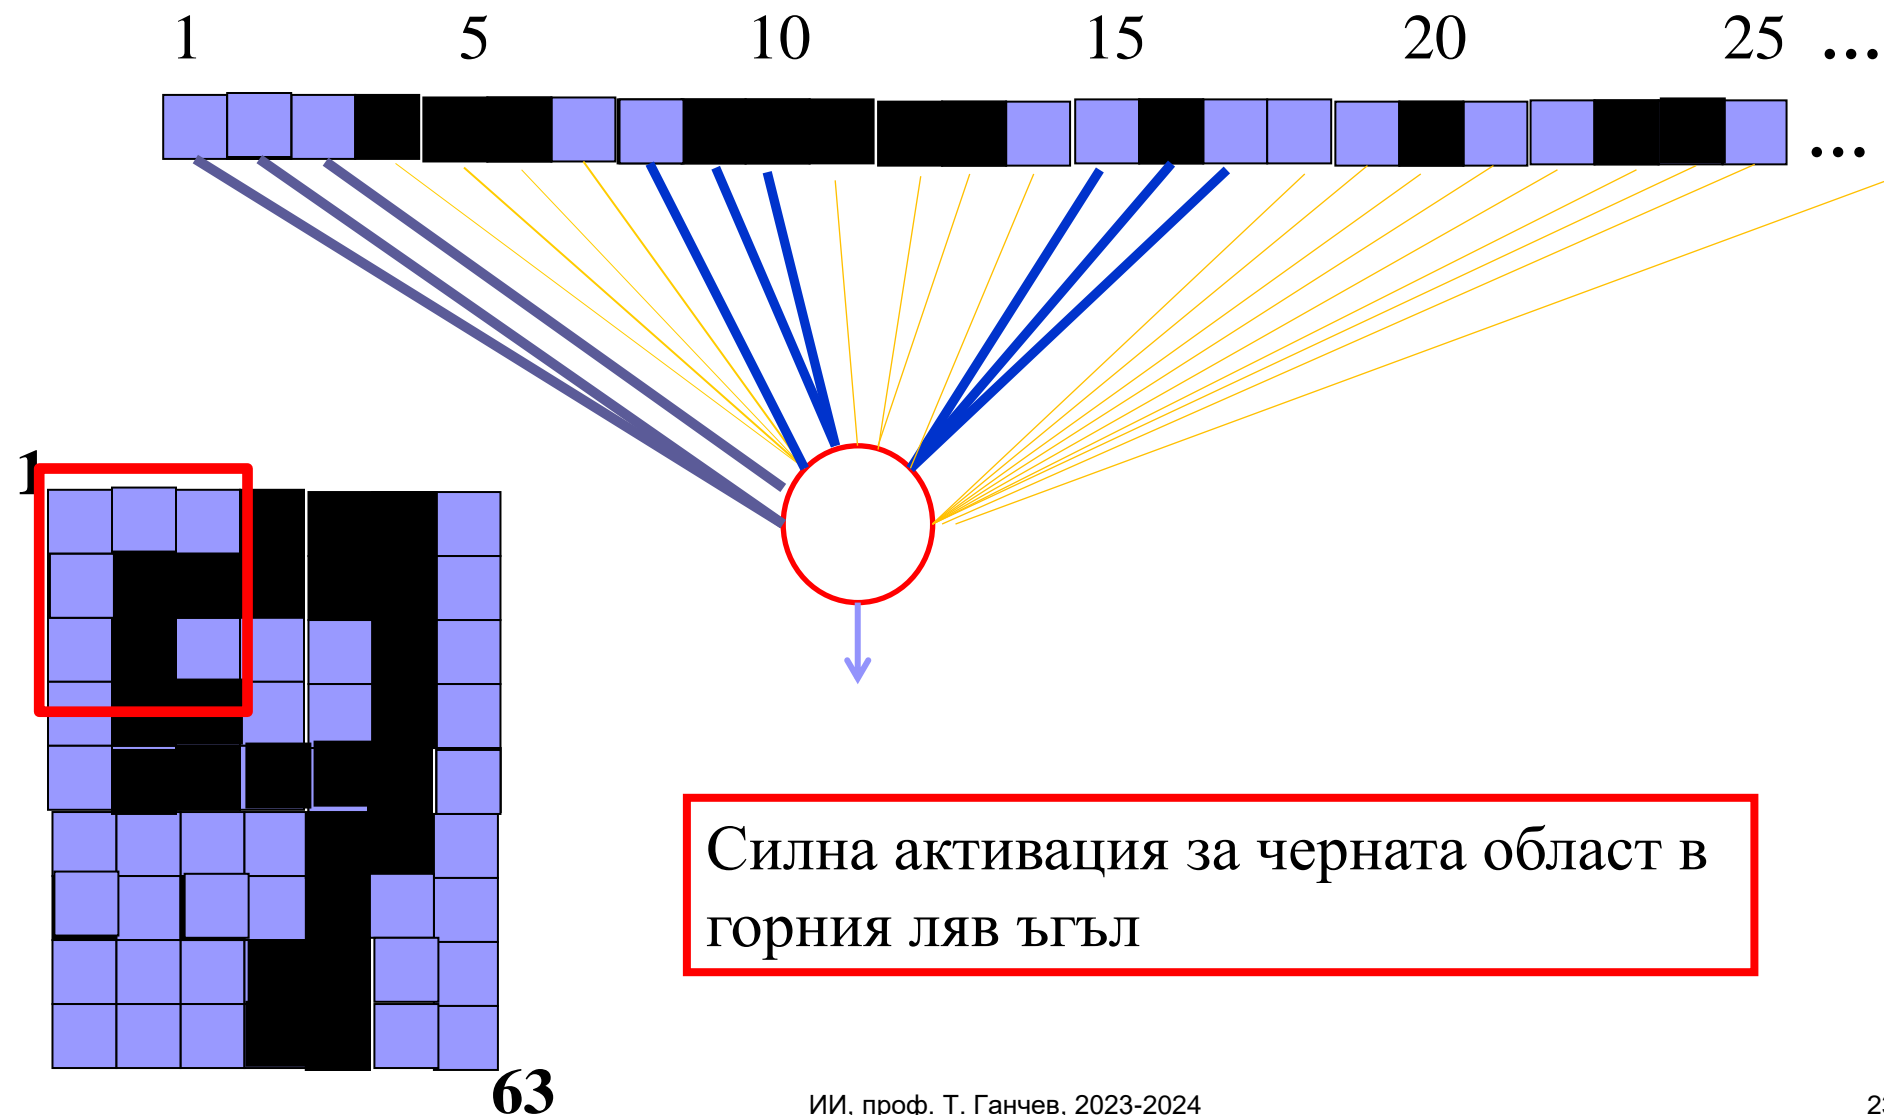 1 5 10 15 20 25 ...
...
1
Силна активация за черната област в
горния ляв ъгъл
63
ИИ, проф. Т. Ганчев, 2023-2024